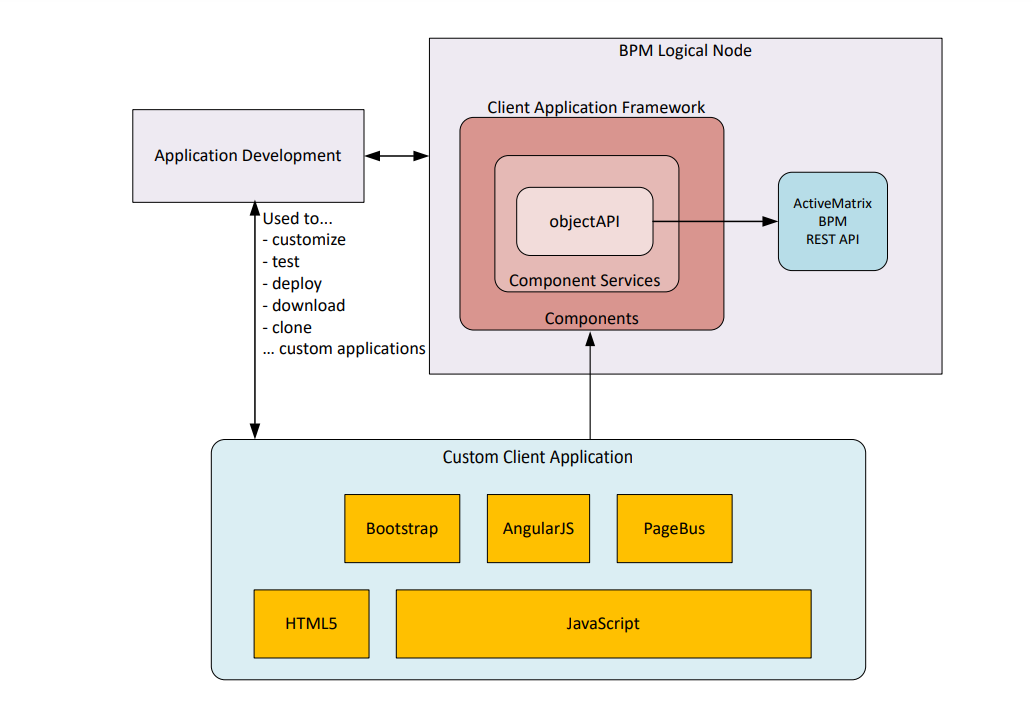 BPM Logical Node
Client Application Framework
Application Development
objectAPI
ActiveMatrix
BPM
REST API
Component Services
Components
Used to...
- customize
- test
- deploy
- download
- clone
... custom applications
Custom Client Application
Bootstrap
AngularJS
PageBus
HTML5
JavaScript